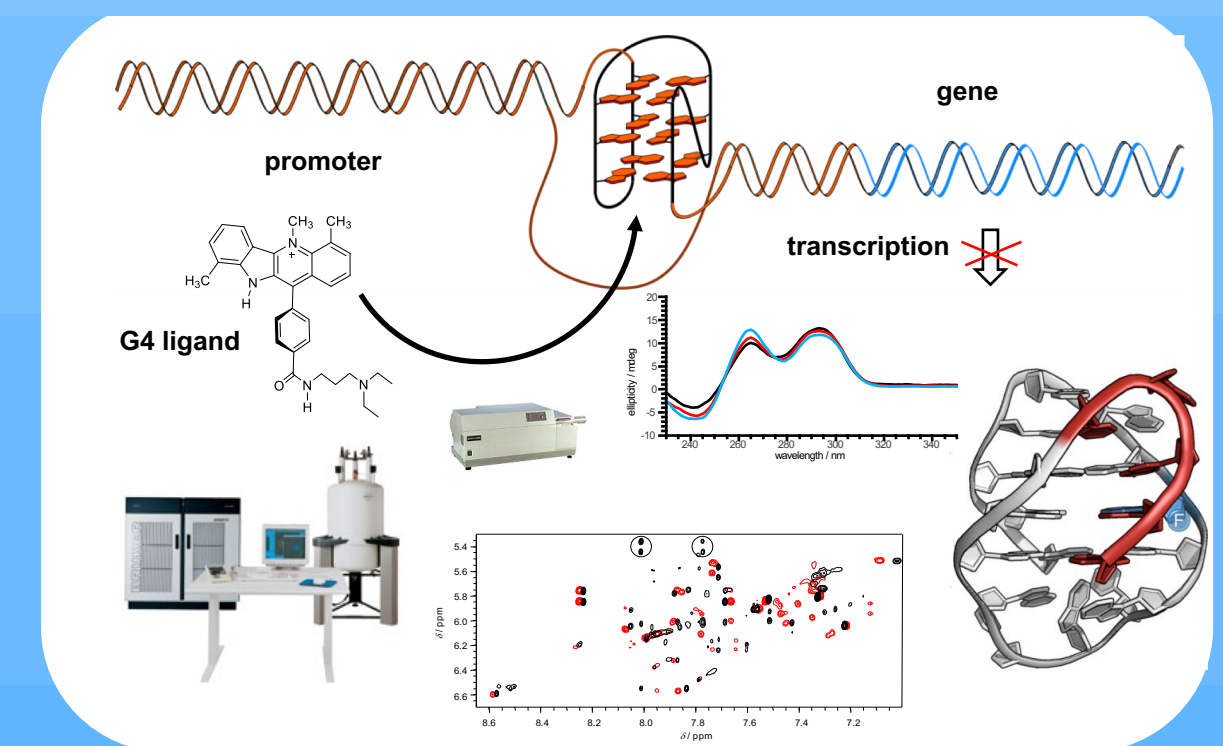 gene
promoter
transcription
CH3 CH3
N
+
H3C
N
H
G4 ligand
O
N
H
N
20
15
10
5
0
-5
-10
ellipticity / mdeg
240 260 280 300 320 340
wavelength / nm
F
5.4
5.6
5.8
6.0
6.2
6.4
6.6
δ / ppm
8.6 8.4 8.2 8.0 7.8 7.6 7.4 7.2
δ / ppm